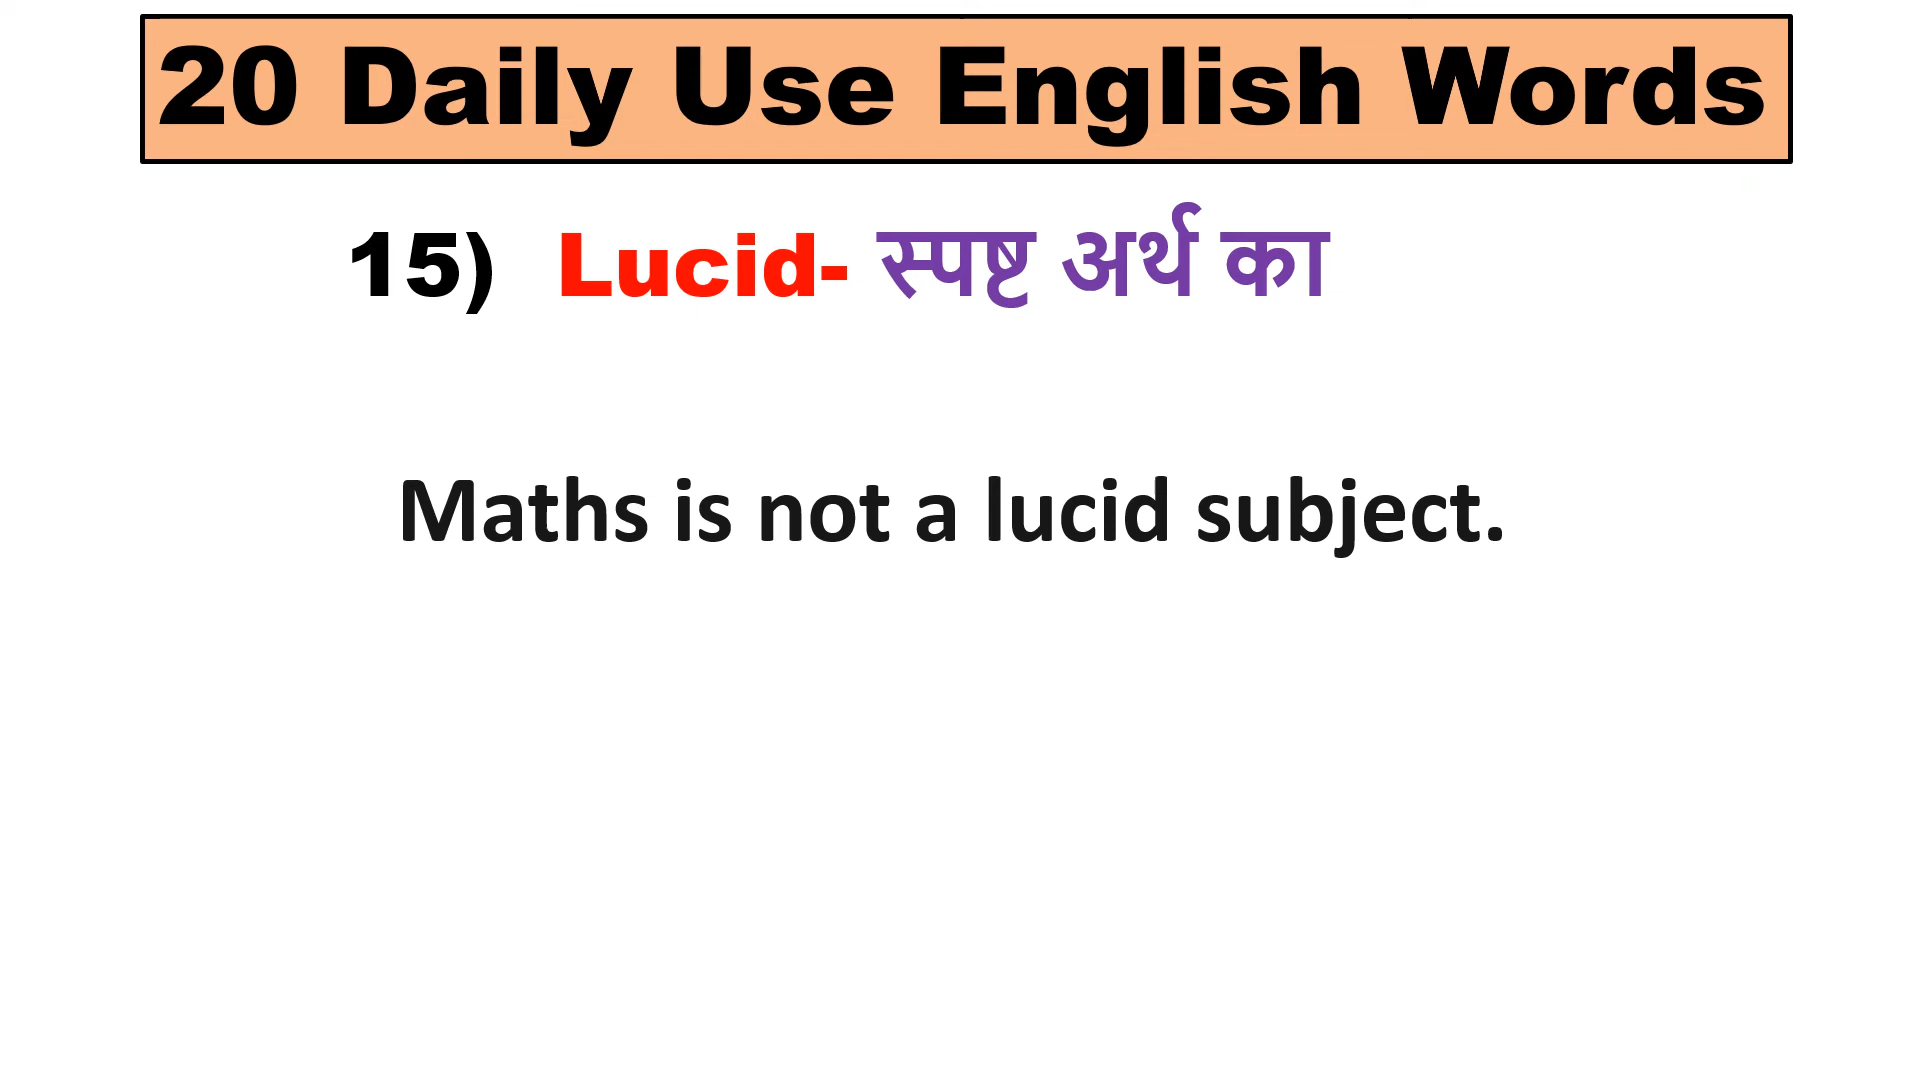 20 Daily Use English Words
15) Lucid- स्पष्ट अर्थ का
Maths is not a lucid subject.